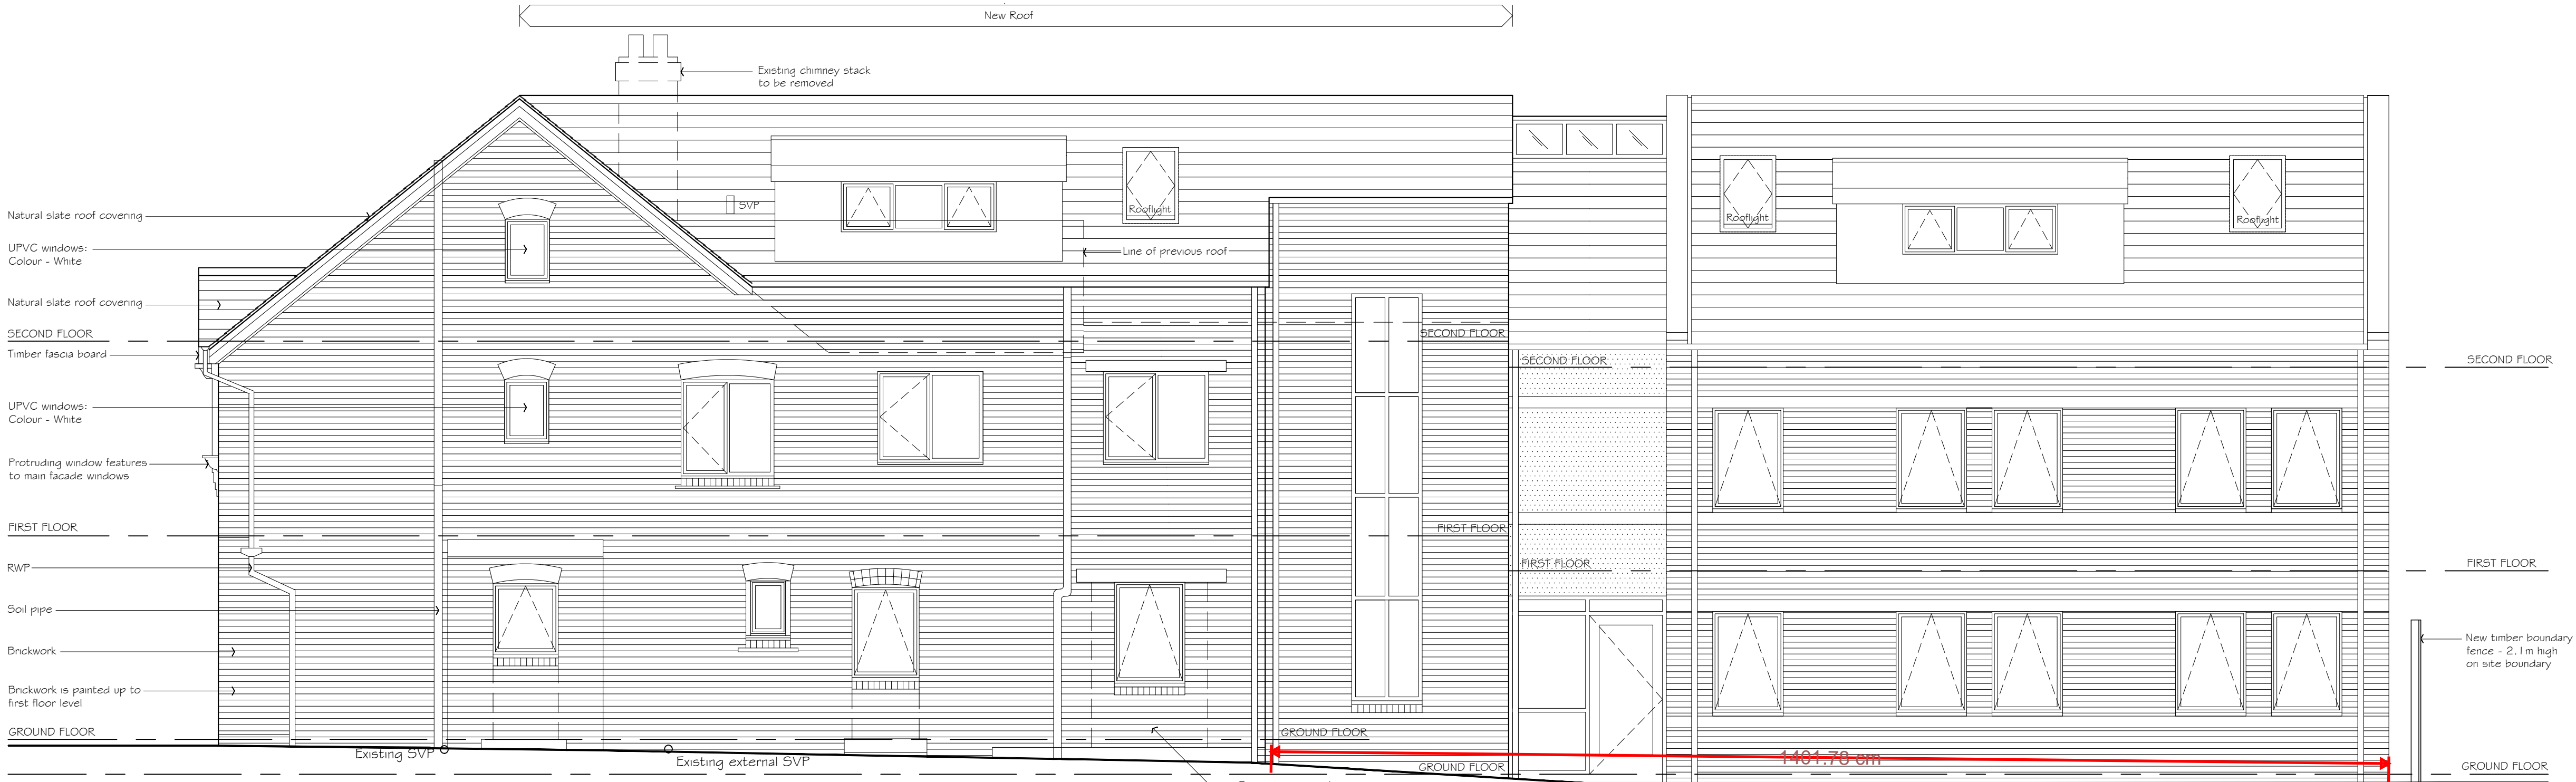 New Roof
Existing chimney stack
to be removed
Natural slate roof covering
SVP
Rooflight
Rooflight
Rooflight
UPVC windows:
Colour - White
Line of previous roof
Natural slate roof covering
SECOND FLOOR
SECOND FLOOR
Timber fascia board
SECOND FLOOR
SECOND FLOOR
UPVC windows:
Colour - White
Protruding window features
to main facade windows
FIRST FLOOR
FIRST FLOOR
RWP
FIRST FLOOR
FIRST FLOOR
Soil pipe
New timber boundary
fence - 2.1m high
on site boundary
Brickwork
Brickwork is painted up to
first floor level
GROUND FLOOR
GROUND FLOOR
Existing SVP
Existing external SVP
1401.78 cm
GROUND FLOOR
GROUND FLOOR